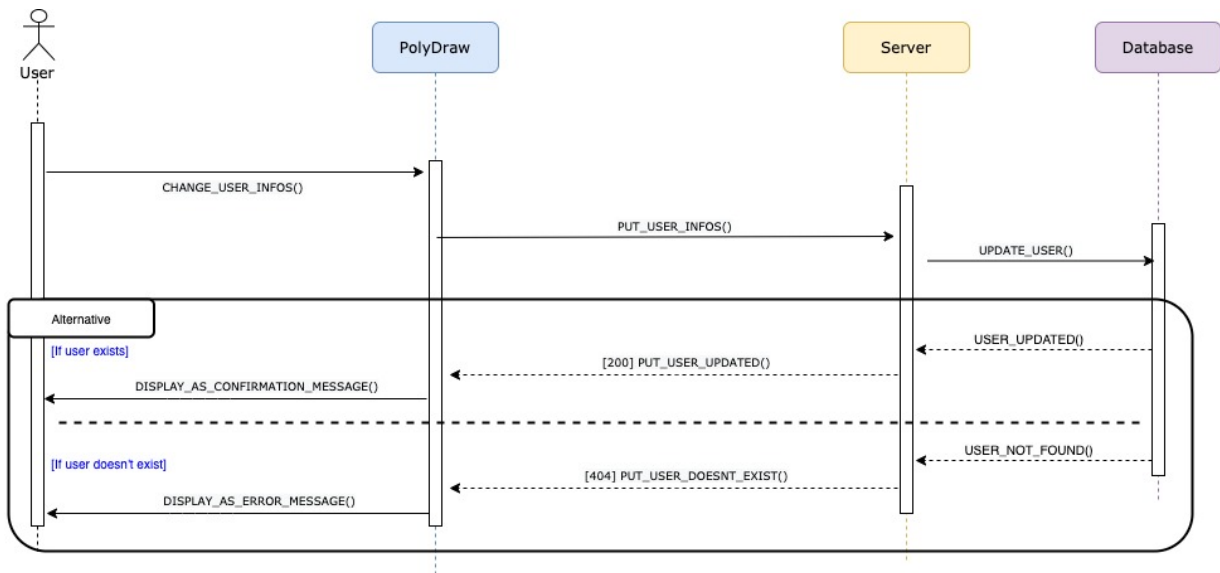 PolyDraw
Server
Database
User
CHANGE_USER_INFOS()
PUT_USER_INFOS()
UPDATE_USER()
Alternative
[If user exists]
USER_UPDATED()
[200] PUT_USER_UPDATED()
DISPLAY_AS_CONFIRMATION_MESSAGE()
[If user doesn't exist]
USER_NOT_FOUND()
[404] PUT_USER_DOESNT_EXIST()
DISPLAY_AS_ERROR_MESSAGE()